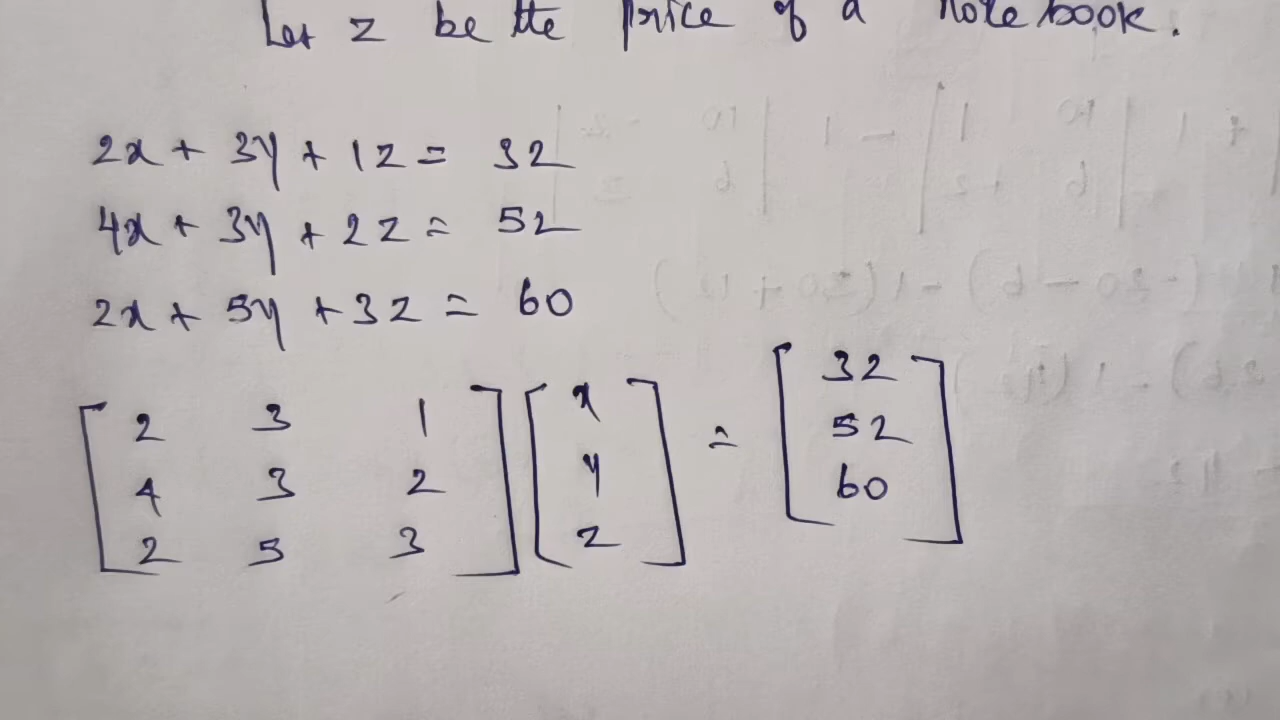 Let z be the price of a note book.
2x + 3y + 1z = 32
4x + 3y + 2z = 52
2x + 5y + 3z = 60
[ 2 3 1 ] [ x ] = [ 32 ]
[ 4 3 2 ] [ y ] [ 52 ]
[ 2 5 3 ] [ z ] [ 60 ]